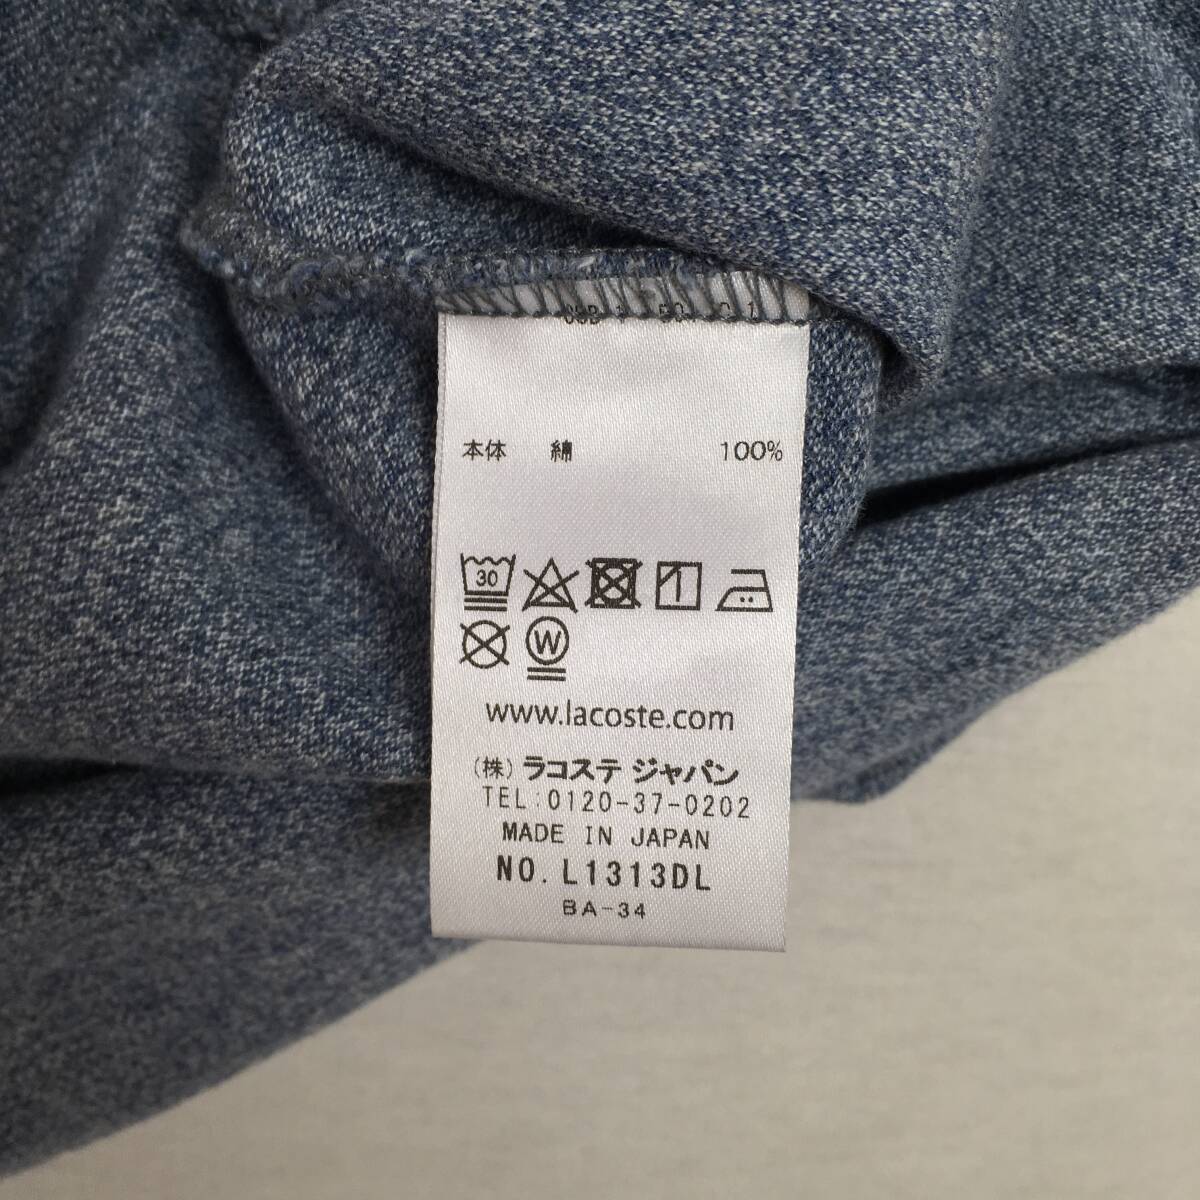 本体 綿 100%
30
W
www.lacoste.com
(株) ラコステ ジャパン
TEL:0120-37-0202
MADE IN JAPAN
NO. L1313DL
BA-34